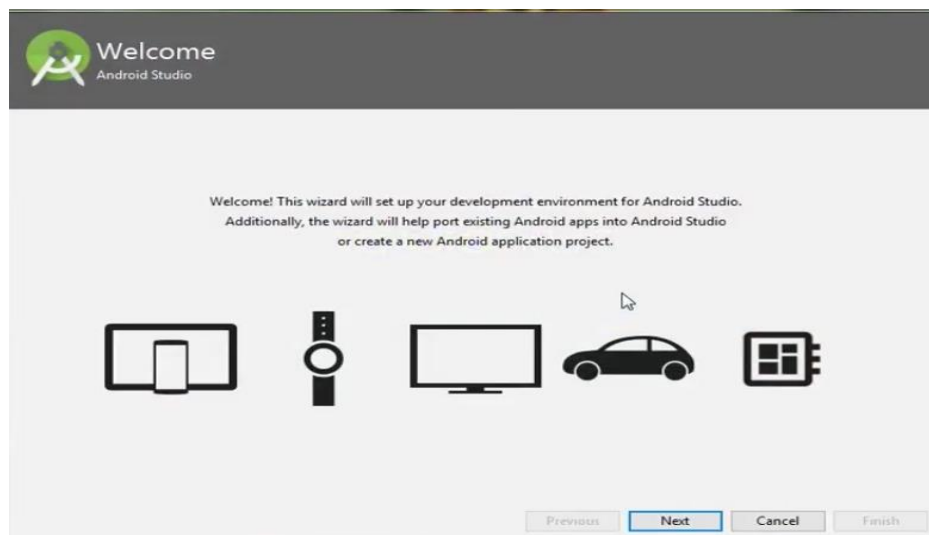 Welcome
Android Studio
Welcome! This wizard will set up your development environment for Android Studio.
Additionally, the wizard will help port existing Android apps into Android Studio
or create a new Android application project.
Previous
Next
Cancel
Finish